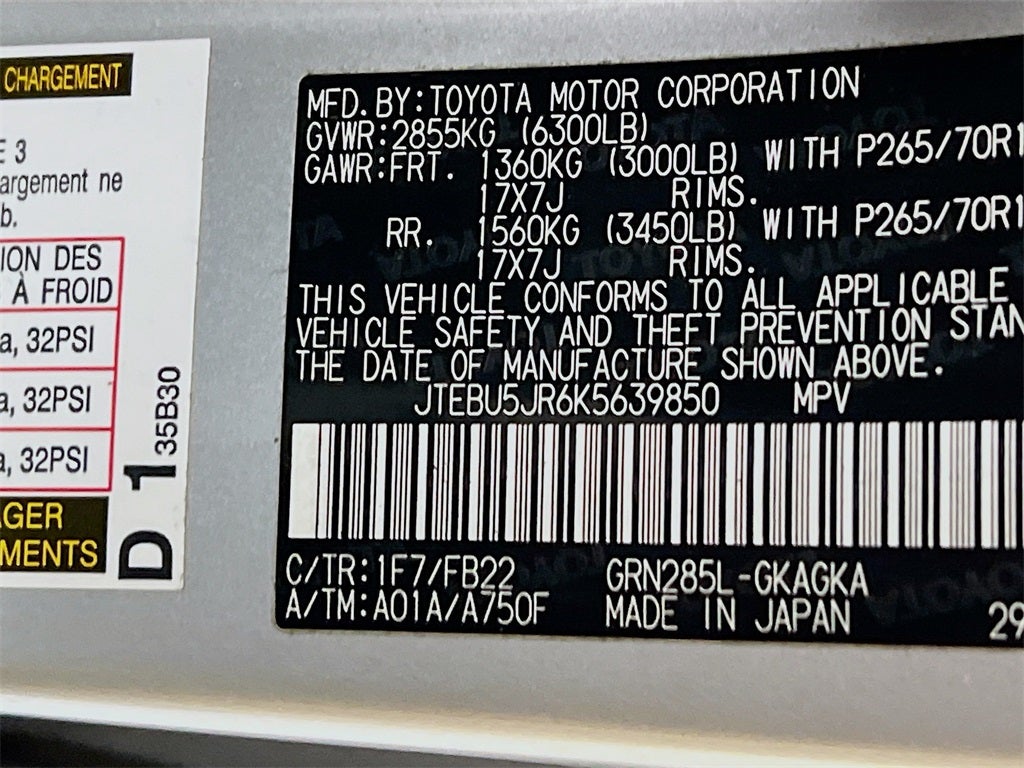 CHARGEMENT
E 3
argement ne
b.
ION DES
À FROID
a, 32PSI
a, 32PSI
a, 32PSI
AGER
MENTS
D 1 35B30
MFD. BY: TOYOTA MOTOR CORPORATION
GVWR: 2855KG (6300LB)
GAWR: FRT. 1360KG (3000LB) WITH P265/70R1
17X7J RIMS.
RR. 1560KG (3450LB) WITH P265/70R1
17X7J RIMS.
THIS VEHICLE CONFORMS TO ALL APPLICABLE
VEHICLE SAFETY AND THEFT PREVENTION STAN
THE DATE OF MANUFACTURE SHOWN ABOVE.
JTEBU5JR6K5639850 MPV
C/TR: 1F7/FB22 GRN285L-GKAGKA
A/TM: A01A/A750F MADE IN JAPAN 29